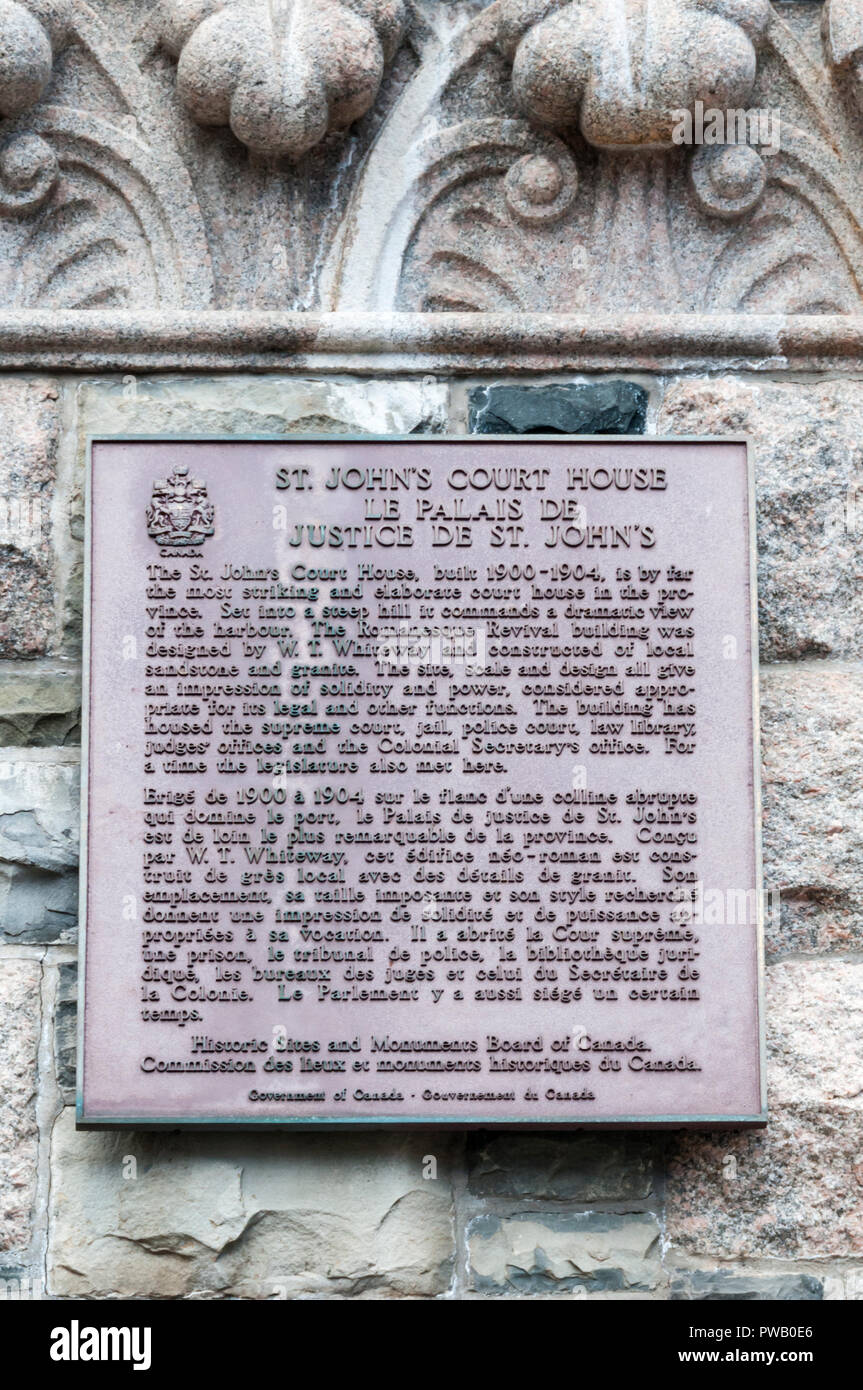 ST. JOHN'S COURT HOUSE
LE PALAIS DE
JUSTICE DE ST. JOHN'S
CANADA
The St. John's Court House, built 1900-1904, is by far
the most striking and elaborate court house in the pro-
vince. Set into a steep hill it commands a dramatic view
of the harbour. The Romanesque Revival building was
designed by W. T. Whiteway and constructed of local
sandstone and granite. The site, scale and design all give
an impression of solidity and power, considered appro-
priate for its legal and other functions. The building has
housed the supreme court, jail, police court, law library,
judges' offices and the Colonial Secretary's office. For
a time the legislature also met here.
Erigé de 1900 à 1904 sur le flanc d'une colline abrupte
qui domine le port, le Palais de justice de St. John's
est de loin le plus remarquable de la province. Conçu
par W. T. Whiteway, cet édifice néo-roman est cons-
truit de grès local avec des détails de granit. Son
emplacement, sa taille imposante et son style recherché
donnent une impression de solidité et de puissance ap-
propriées à sa vocation. Il a abrité la Cour suprême,
une prison, le tribunal de police, la bibliothèque juri-
dique, les bureaux des juges et celui du Secrétaire de
la Colonie. Le Parlement y a aussi siégé un certain
temps.
Historic Sites and Monuments Board of Canada.
Commission des lieux et monuments historiques du Canada.
Government of Canada · Gouvernement du Canada
alamy
Image ID: PWB0E6
www.alamy.com